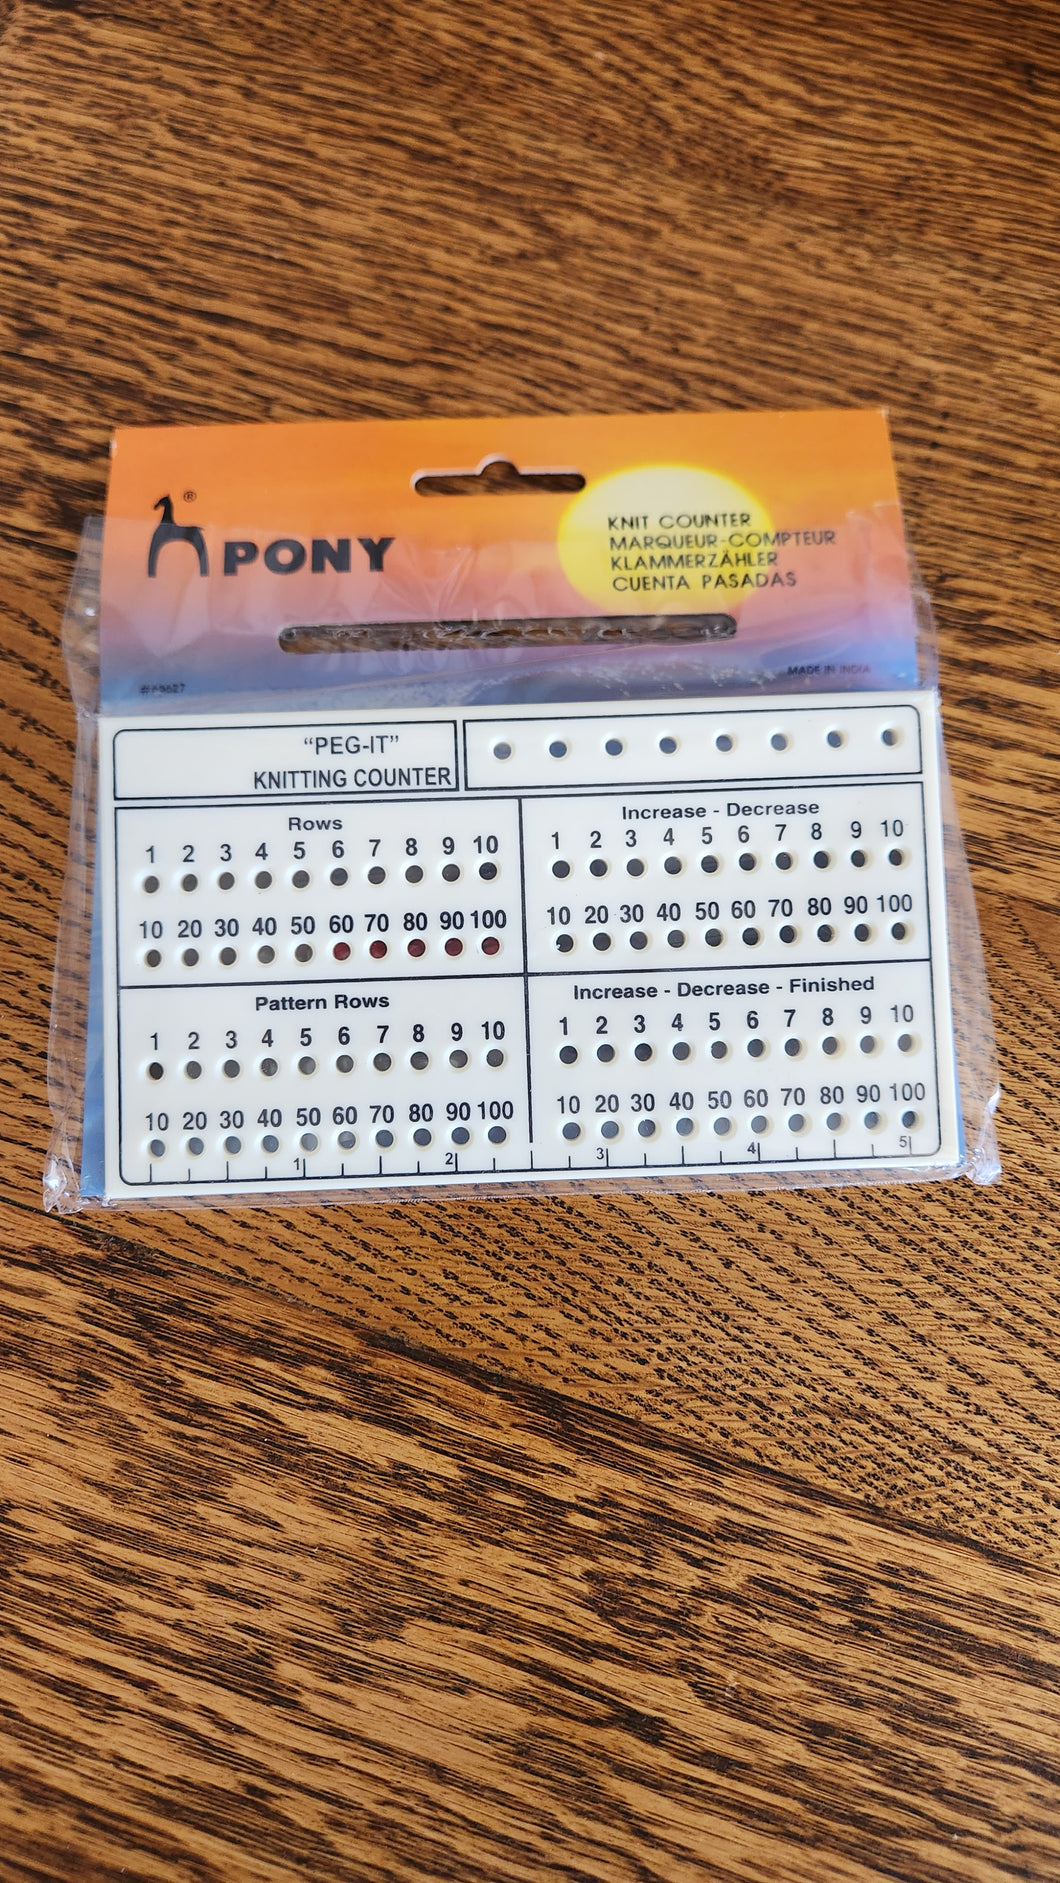 ®
PONY
KNIT COUNTER
MARQUEUR-COMPTEUR
KLAMMERZÄHLER
CUENTA PASADAS
MADE IN INDIA
"PEG-IT"
KNITTING COUNTER
Rows
1 2 3 4 5 6 7 8 9 10
10 20 30 40 50 60 70 80 90 100
Increase - Decrease
1 2 3 4 5 6 7 8 9 10
10 20 30 40 50 60 70 80 90 100
Pattern Rows
1 2 3 4 5 6 7 8 9 10
10 20 30 40 50 60 70 80 90 100
Increase - Decrease - Finished
1 2 3 4 5 6 7 8 9 10
10 20 30 40 50 60 70 80 90 100
1 2 3 4 5